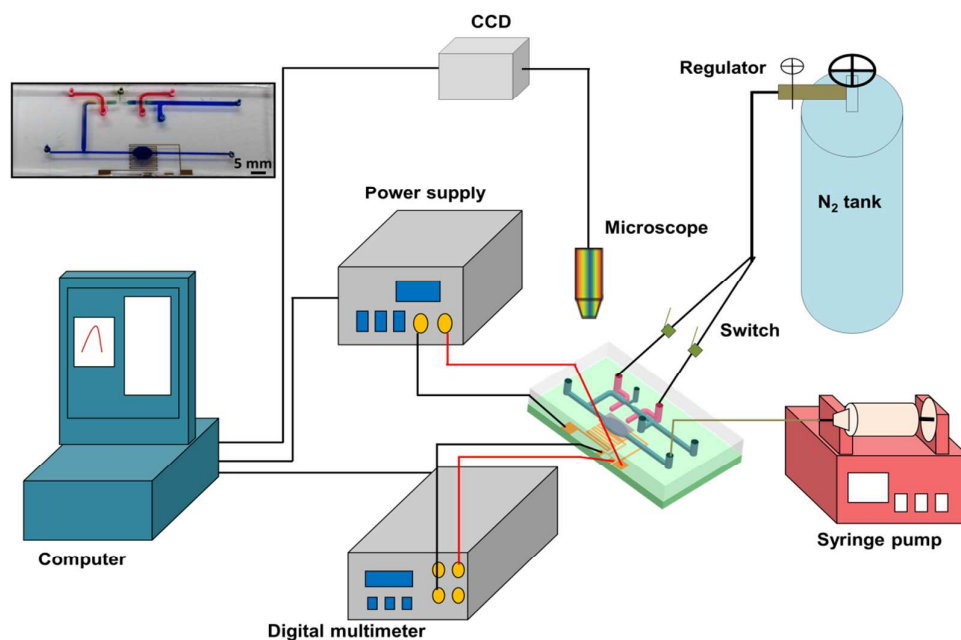 CCD
Regulator
5 mm
Power supply
N₂ tank
Microscope
Switch
Computer
Syringe pump
Digital multimeter